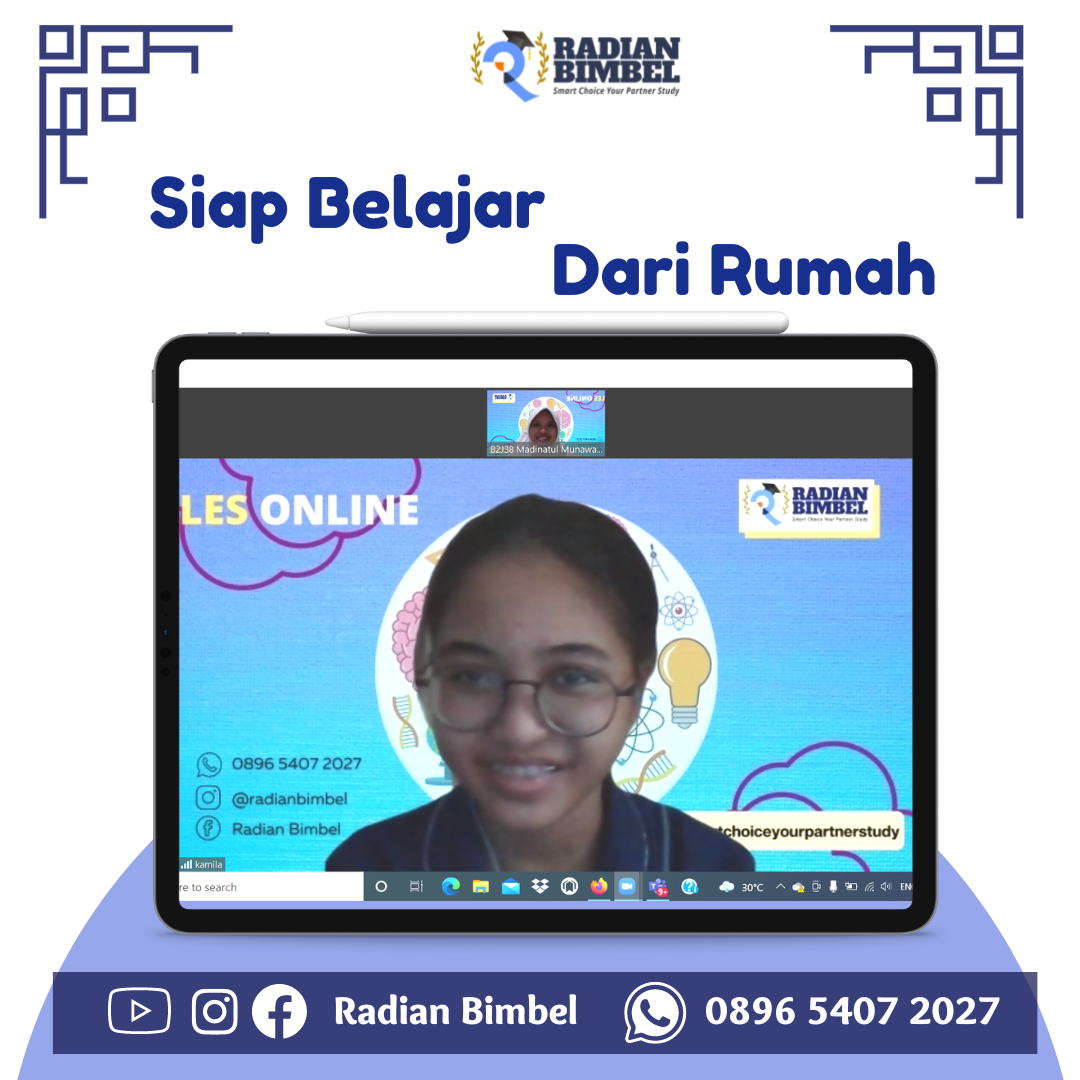 RADIAN
BIMBEL
Smart Choice Your Partner Study
Siap Belajar
Dari Rumah
B2J38 Madinatul Munawa...
LES ONLINE
RADIAN
BIMBEL
Smart Choice Your Partner Study
0896 5407 2027
@radianbimbel
Radian Bimbel
tchoiceyourpartnerstudy
kamila
re to search
30°C
EN
Radian Bimbel
0896 5407 2027